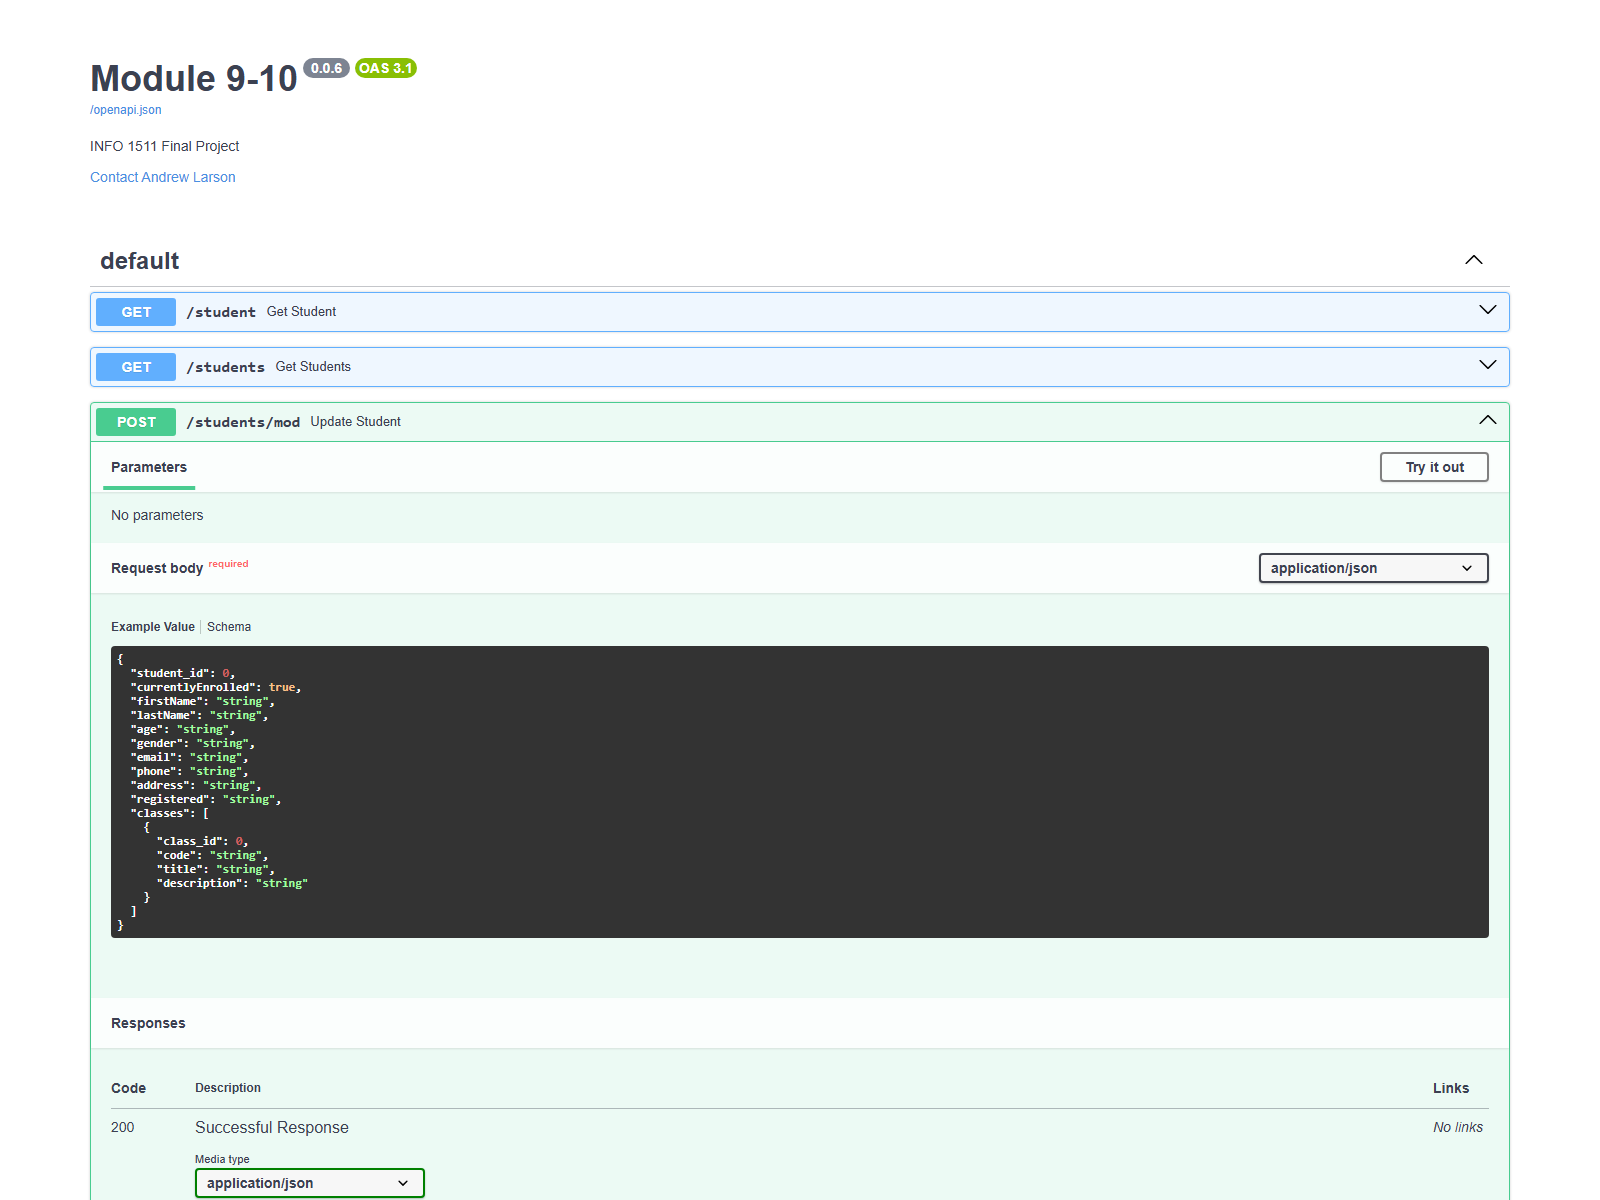 Module 9-10 0.0.6 OAS 3.1
/openapi.json
INFO 1511 Final Project
Contact Andrew Larson
default
GET /student Get Student
GET /students Get Students
POST /students/mod Update Student
Parameters Try it out
No parameters
Request body required application/json
Example Value Schema
{
  "student_id": 0,
  "currentlyEnrolled": true,
  "firstName": "string",
  "lastName": "string",
  "age": "string",
  "gender": "string",
  "email": "string",
  "phone": "string",
  "address": "string",
  "registered": "string",
  "classes": [
    {
      "class_id": 0,
      "code": "string",
      "title": "string",
      "description": "string"
    }
  ]
}
Responses
Code Description Links
200 Successful Response No links
Media type
application/json